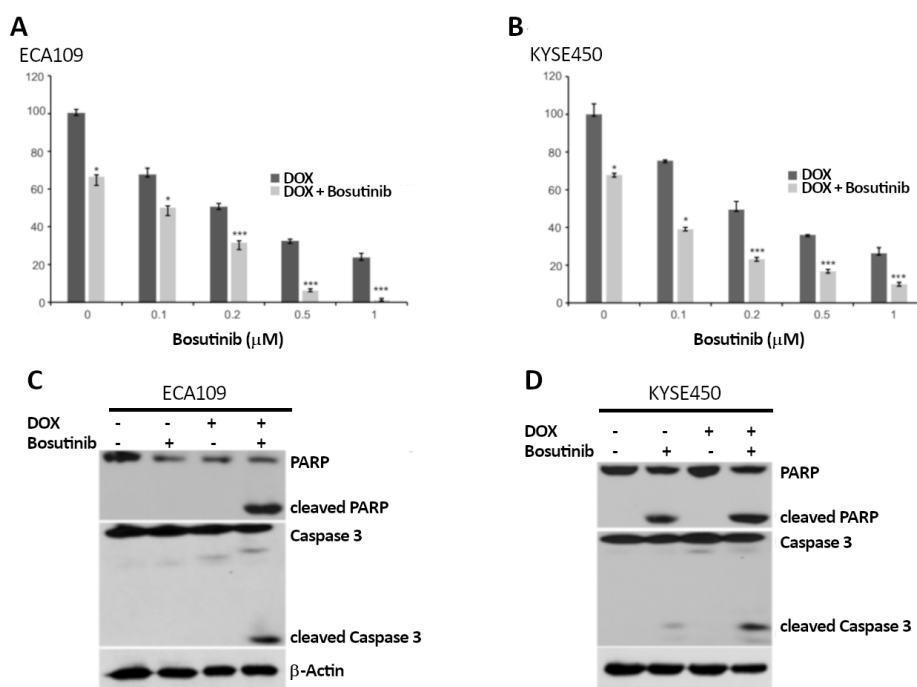 A
ECA109
120
100
80
60
40
20
0
* * *** *** ***
DOX
DOX + Bosutinib
0 0.1 0.2 0.5 1
Bosutinib (μM)
B
KYSE450
120
100
80
60
40
20
0
* * *** *** ***
DOX
DOX + Bosutinib
0 0.1 0.2 0.5 1
Bosutinib (μM)
C
ECA109
DOX - - + +
Bosutinib - + - +
PARP
cleaved PARP
Caspase 3
cleaved Caspase 3
β-Actin
D
KYSE450
DOX - - + +
Bosutinib - + - +
PARP
cleaved PARP
Caspase 3
cleaved Caspase 3